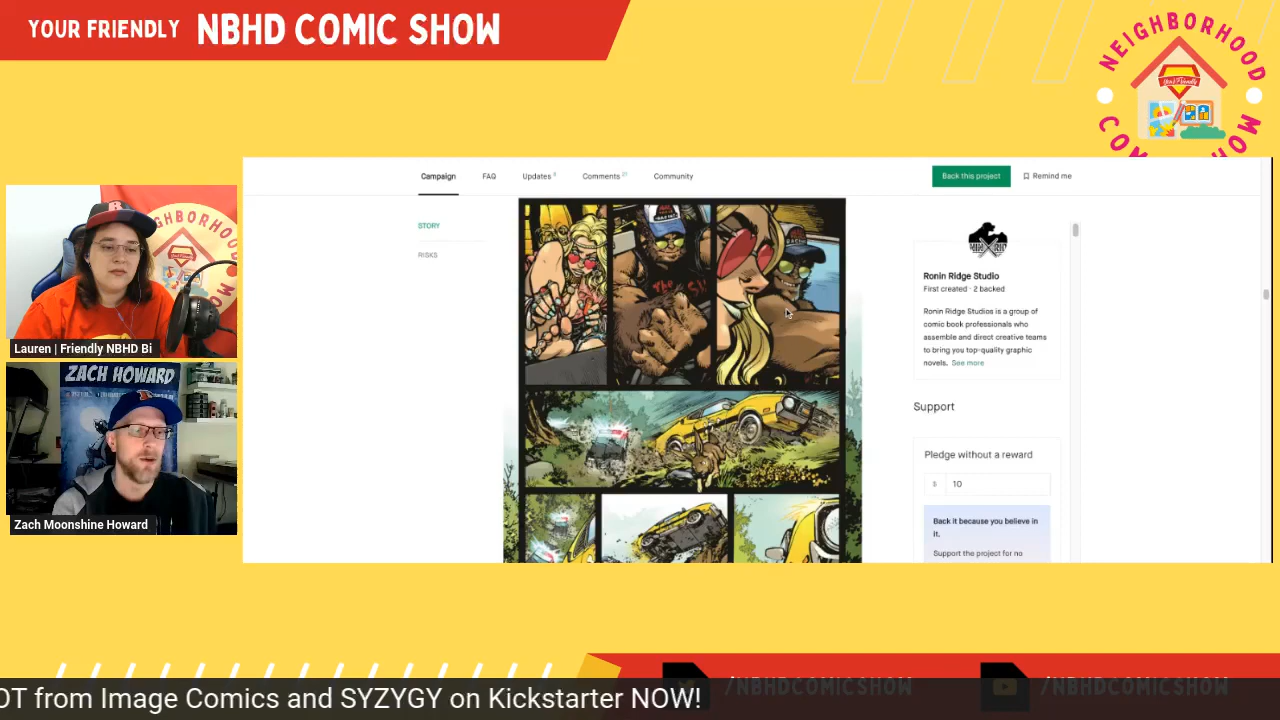 YOUR FRIENDLY NBHD COMIC SHOW
NEIGHBORHOOD
Your Friendly
Campaign FAQ Updates Comments Community
Back this project Remind me
STORY
RISKS
Ronin Ridge Studio
First created · 2 backed
Ronin Ridge Studios is a group of
comic book professionals who
assemble and direct creative teams
to bring you top-quality graphic
novels. See more
Support
Pledge without a reward
$ 10
Back it because you believe in
it.
Support the project for no
Lauren | Friendly NBHD Bi
ZACH HOWARD
Zach Moonshine Howard
/NBHDCOMICSHOW
/NBHDCOMICSHOW
OT from Image Comics and SYZYGY on Kickstarter NOW!